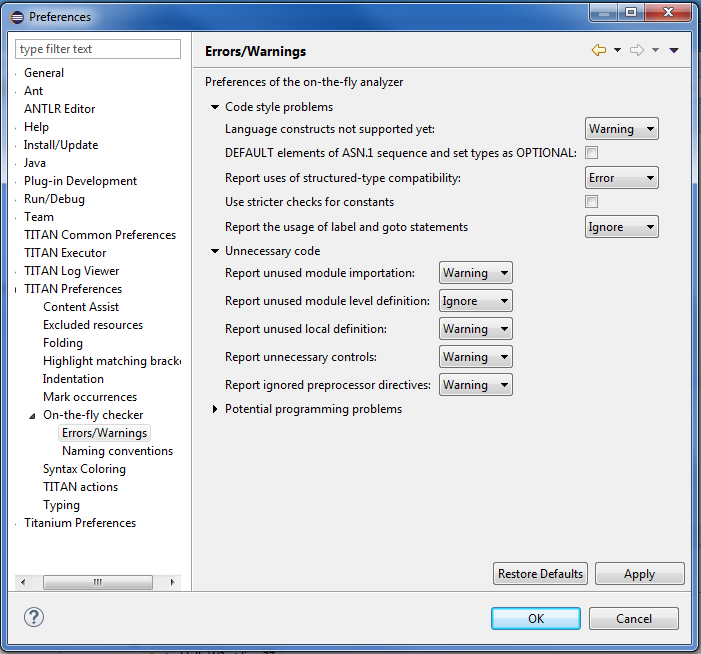 Preferences
type filter text
General
Ant
ANTLR Editor
Help
Install/Update
Java
Plug-in Development
Run/Debug
Team
TITAN Common Preferences
TITAN Executor
TITAN Log Viewer
TITAN Preferences
Content Assist
Excluded resources
Folding
Highlight matching bracke
Indentation
Mark occurrences
On-the-fly checker
Errors/Warnings
Naming conventions
Syntax Coloring
TITAN actions
Typing
Titanium Preferences
Errors/Warnings
Preferences of the on-the-fly analyzer
Code style problems
Language constructs not supported yet: Warning
DEFAULT elements of ASN.1 sequence and set types as OPTIONAL:
Report uses of structured-type compatibility: Error
Use stricter checks for constants
Report the usage of label and goto statements Ignore
Unnecessary code
Report unused module importation: Warning
Report unused module level definition: Ignore
Report unused local definition: Warning
Report unnecessary controls: Warning
Report ignored preprocessor directives: Warning
Potential programming problems
Restore Defaults Apply
OK Cancel